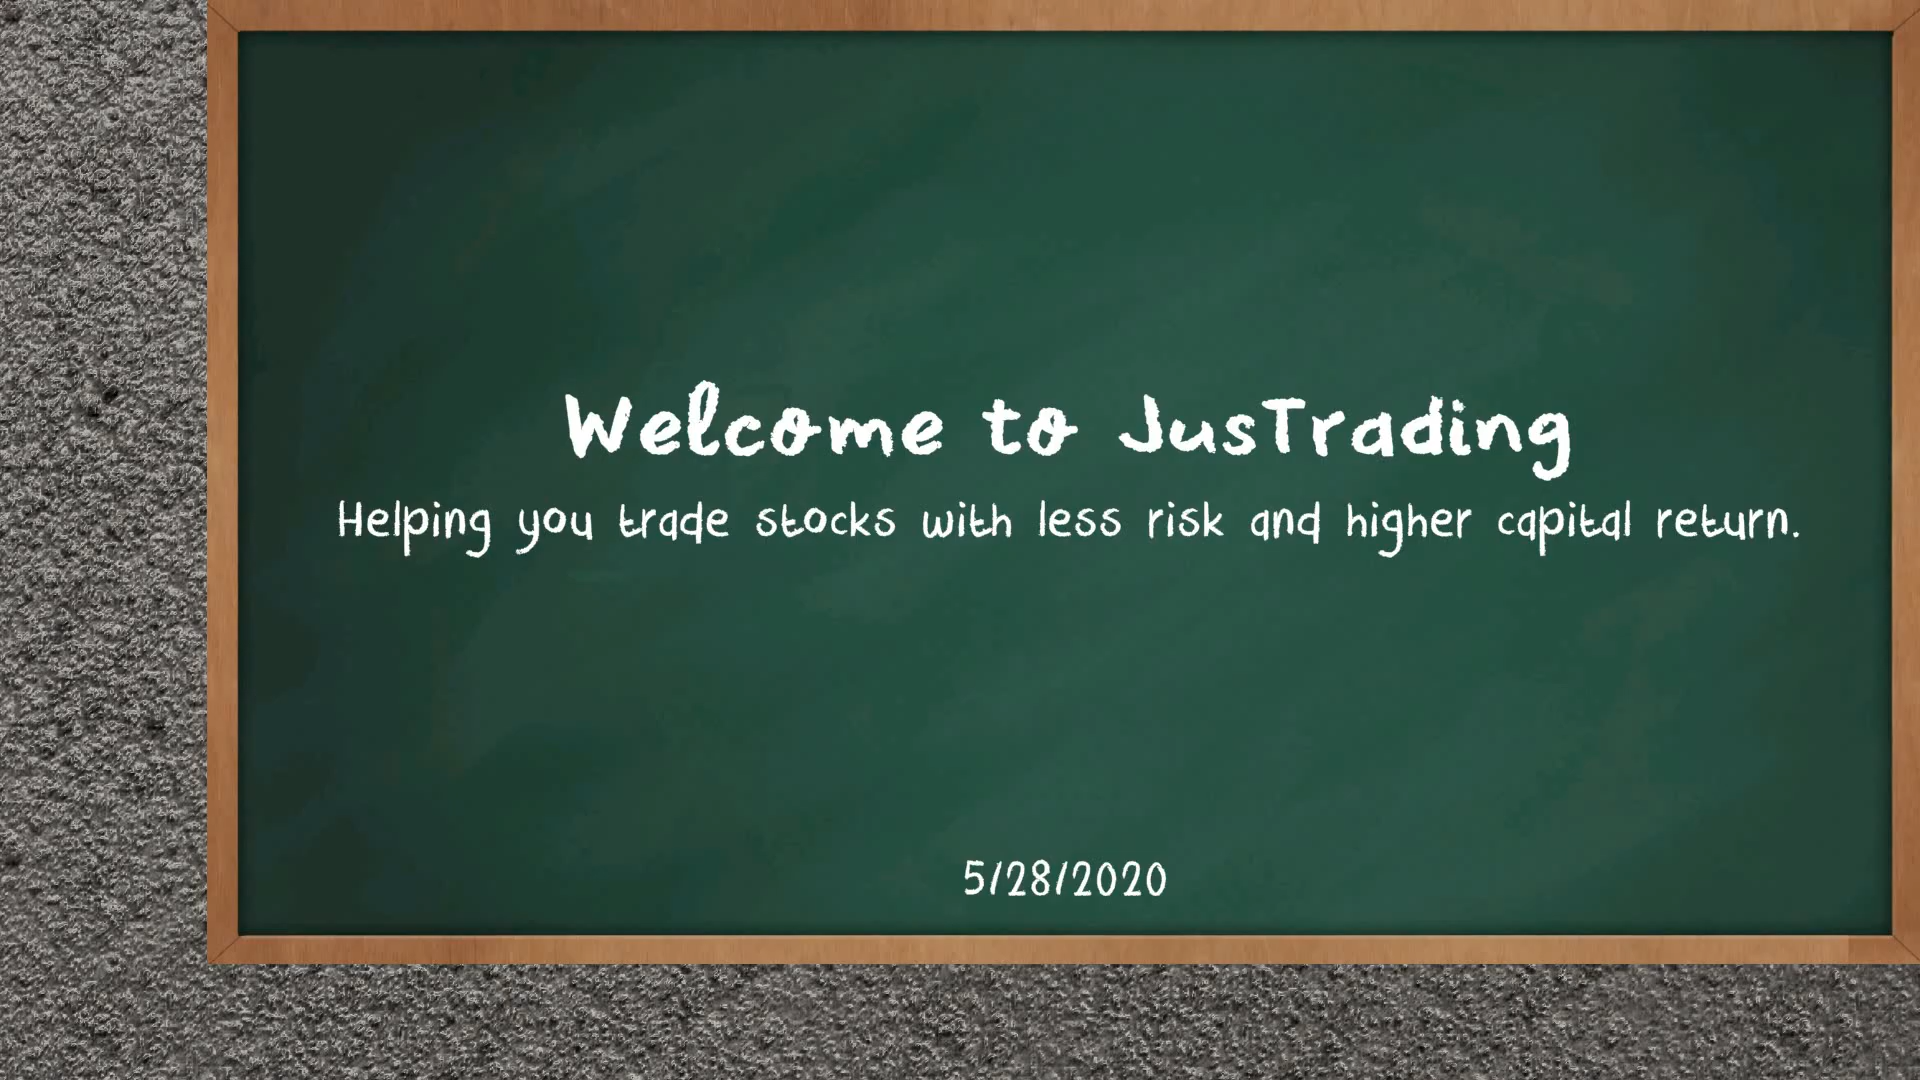 Welcome to JusTrading
Helping you trade stocks with less risk and higher capital return.
5/28/2020